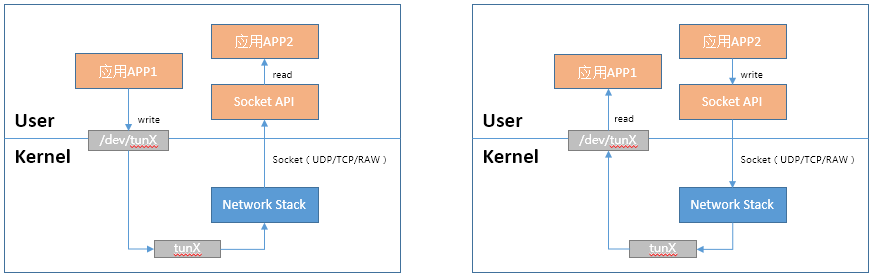 应用APP2
应用APP1
read
Socket API
write
User
/dev/tunX
Kernel
Socket（UDP/TCP/RAW）
Network Stack
tunX
应用APP2
应用APP1
write
Socket API
read
User
/dev/tunX
Kernel
Socket（UDP/TCP/RAW）
Network Stack
tunX